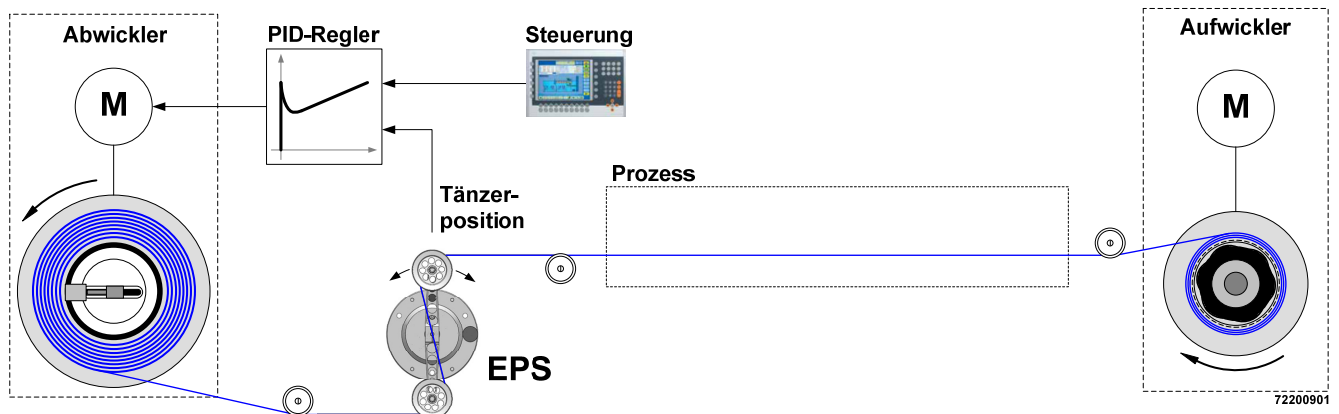 Abwickler
PID-Regler
Steuerung
Aufwickler
M
M
Prozess
Tänzer-
position
EPS
72200901